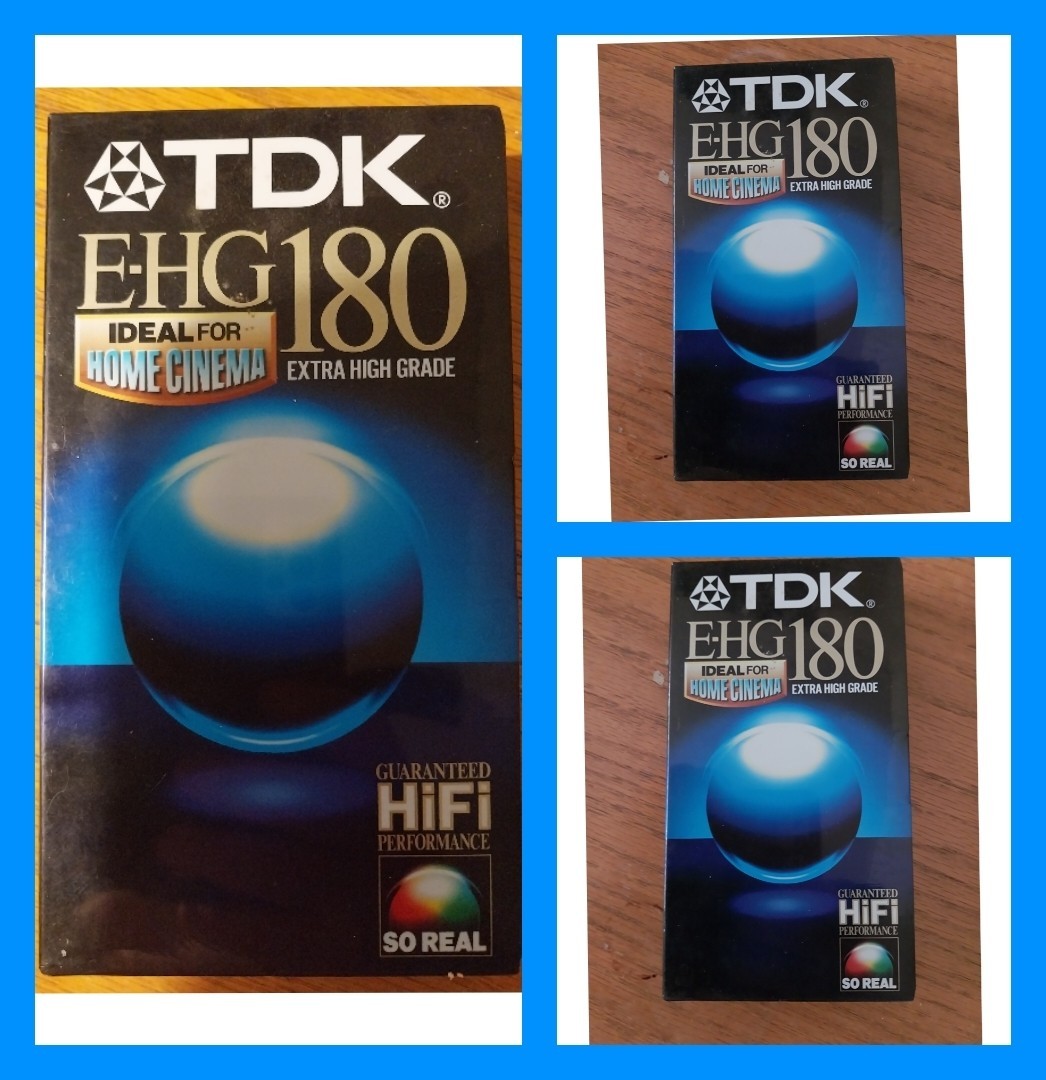 TDK®
E-HG 180
IDEAL FOR
HOME CINEMA
EXTRA HIGH GRADE
GUARANTEED
HiFi
PERFORMANCE
SO REAL
TDK®
E-HG 180
IDEAL FOR
HOME CINEMA
EXTRA HIGH GRADE
GUARANTEED
HiFi
PERFORMANCE
SO REAL
TDK®
E-HG 180
IDEAL FOR
HOME CINEMA
EXTRA HIGH GRADE
GUARANTEED
HiFi
PERFORMANCE
SO REAL